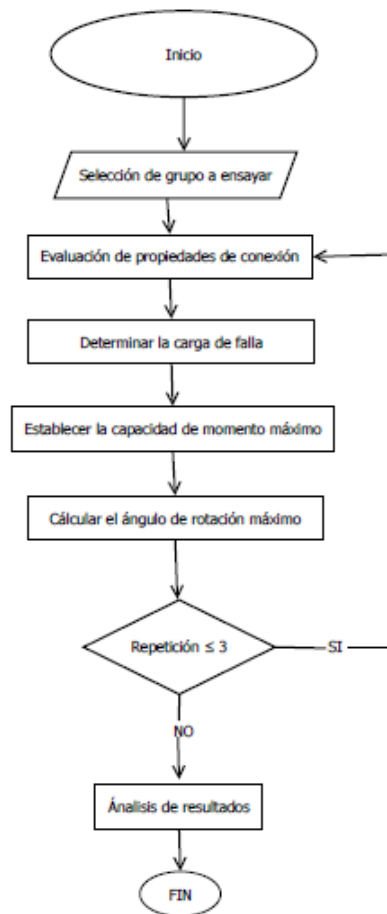 Inicio
Selección de grupo a ensayar
Evaluación de propiedades de conexión
Determinar la carga de falla
Establecer la capacidad de momento máximo
Cálcular el ángulo de rotación máximo
Repetición ≤ 3
SI
NO
Ánalisis de resultados
FIN